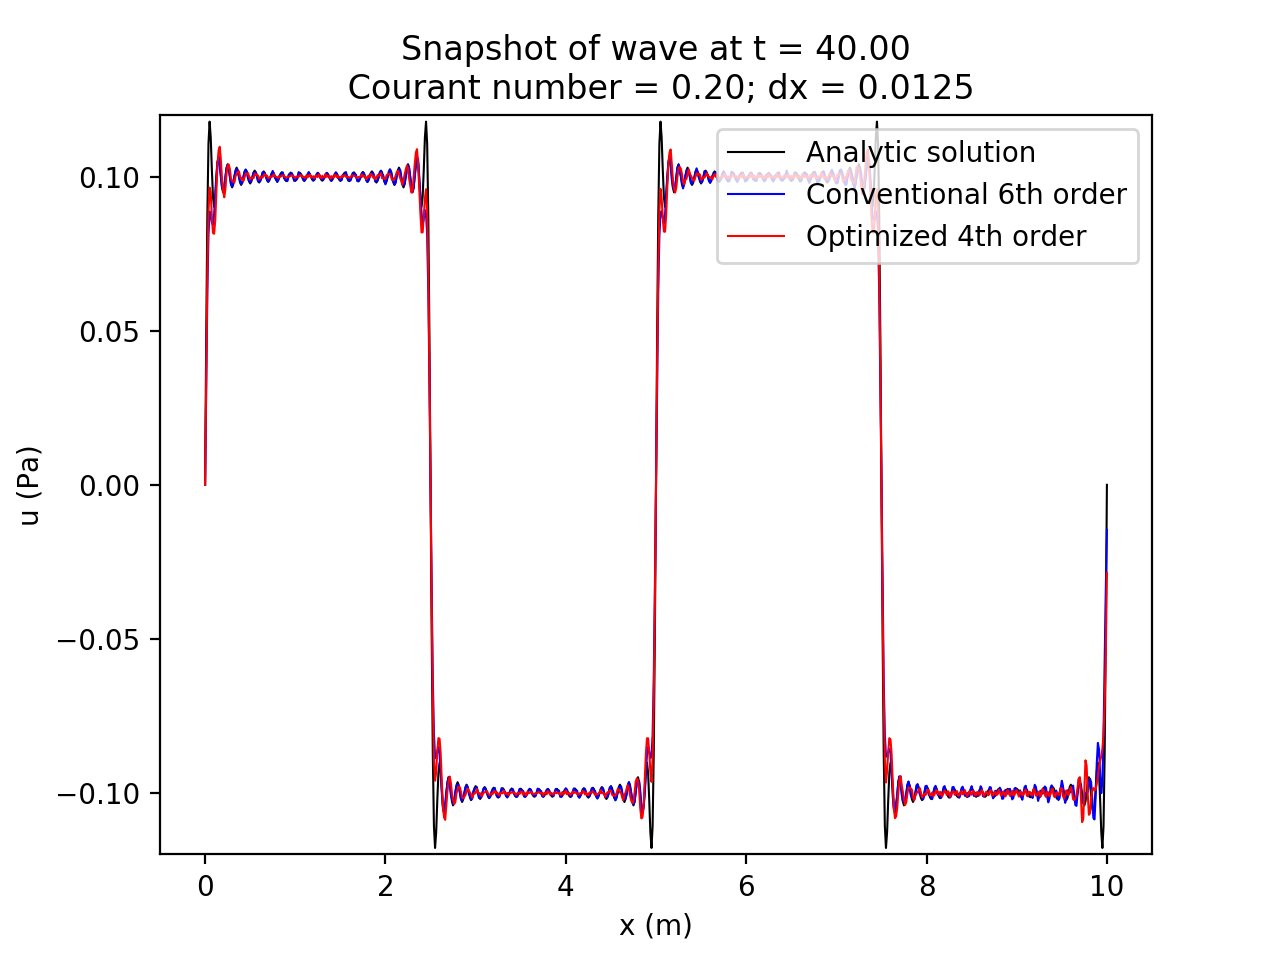 Snapshot of wave at t = 40.00
Courant number = 0.20; dx = 0.0125
Analytic solution
Conventional 6th order
Optimized 4th order
0.10
0.05
0.00
−0.05
−0.10
u (Pa)
0 2 4 6 8 10
x (m)